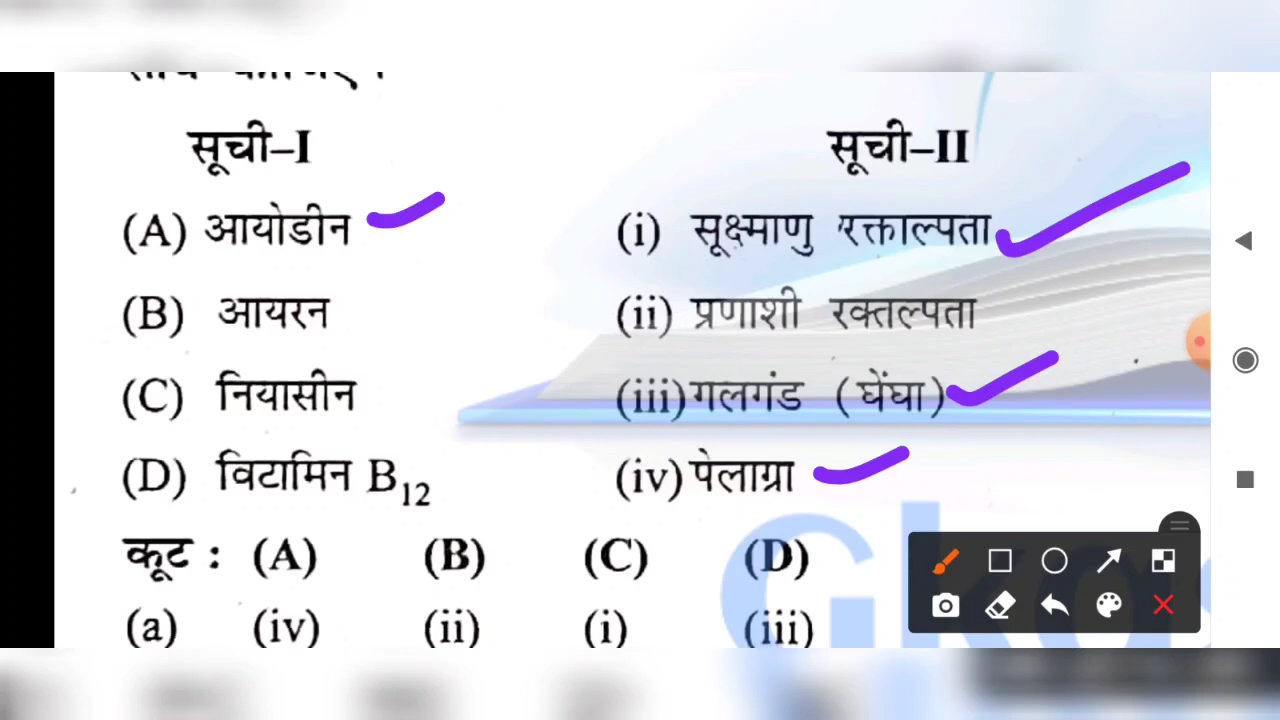 सूची–I सूची–II
(A) आयोडीन (i) सूक्ष्माणु रक्ताल्पता
(B) आयरन (ii) प्रणाशी रक्तल्पता
(C) नियासीन (iii) गलगंड (घेंघा)
(D) विटामिन B12 (iv) पेलाग्रा
कूट : (A) (B) (C) (D)
(a) (iv) (ii) (i) (iii)